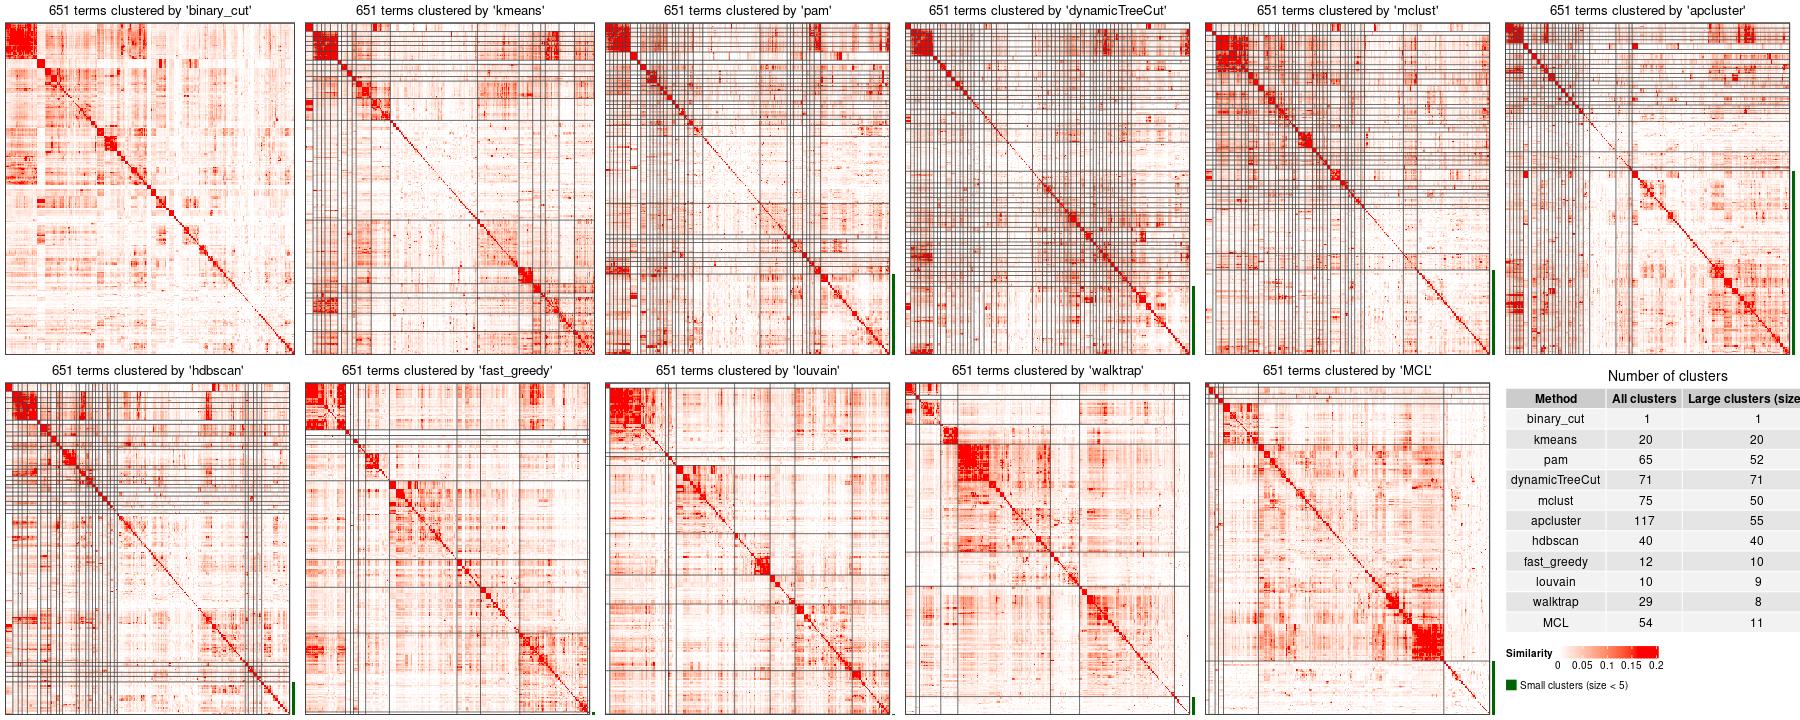 651 terms clustered by 'binary_cut'
651 terms clustered by 'kmeans'
651 terms clustered by 'pam'
651 terms clustered by 'dynamicTreeCut'
651 terms clustered by 'mclust'
651 terms clustered by 'apcluster'
651 terms clustered by 'hdbscan'
651 terms clustered by 'fast_greedy'
651 terms clustered by 'louvain'
651 terms clustered by 'walktrap'
651 terms clustered by 'MCL'
Number of clusters
Method All clusters Large clusters (size
binary_cut 1 1
kmeans 20 20
pam 65 52
dynamicTreeCut 71 71
mclust 75 50
apcluster 117 55
hdbscan 40 40
fast_greedy 12 10
louvain 10 9
walktrap 29 8
MCL 54 11
Similarity
0 0.05 0.1 0.15 0.2
Small clusters (size < 5)